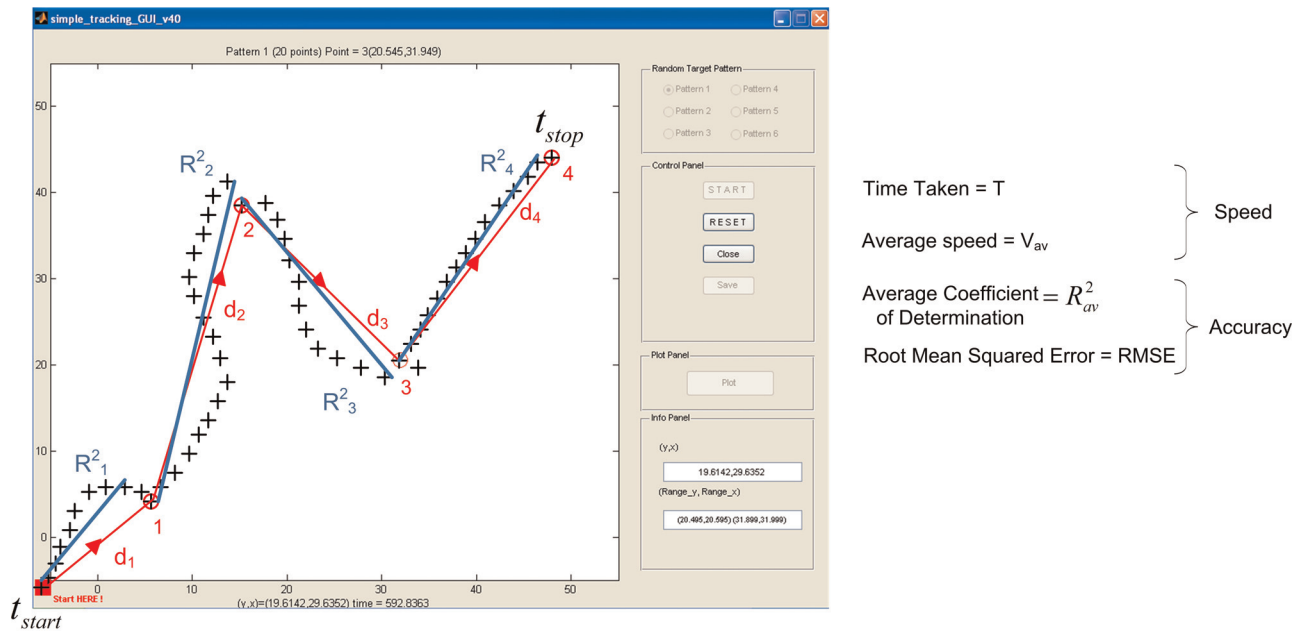 simple_tracking_GUI_v40
Pattern 1 (20 points) Point = 3(20.545,31.949)
50
40
30
20
10
0
0
10
20
30
40
50
R²₁
R²₂
R²₃
R²₄
d₁
d₂
d₃
d₄
1
2
3
4
t_start
t_stop
Start HERE !
(y,x)=(19.6142,29.6352) time = 592.8363
Random Target Pattern
Pattern 1
Pattern 4
Pattern 2
Pattern 5
Pattern 3
Pattern 6
Control Panel
START
RESET
Close
Save
Plot Panel
Plot
Info Panel
(y,x)
19.6142,29.6352
(Range_y, Range_x)
(20.495,20.595) (31.899,31.999)
Time Taken = T
Average speed = V_av
Speed
Average Coefficient = R²_av
of Determination
Root Mean Squared Error = RMSE
Accuracy